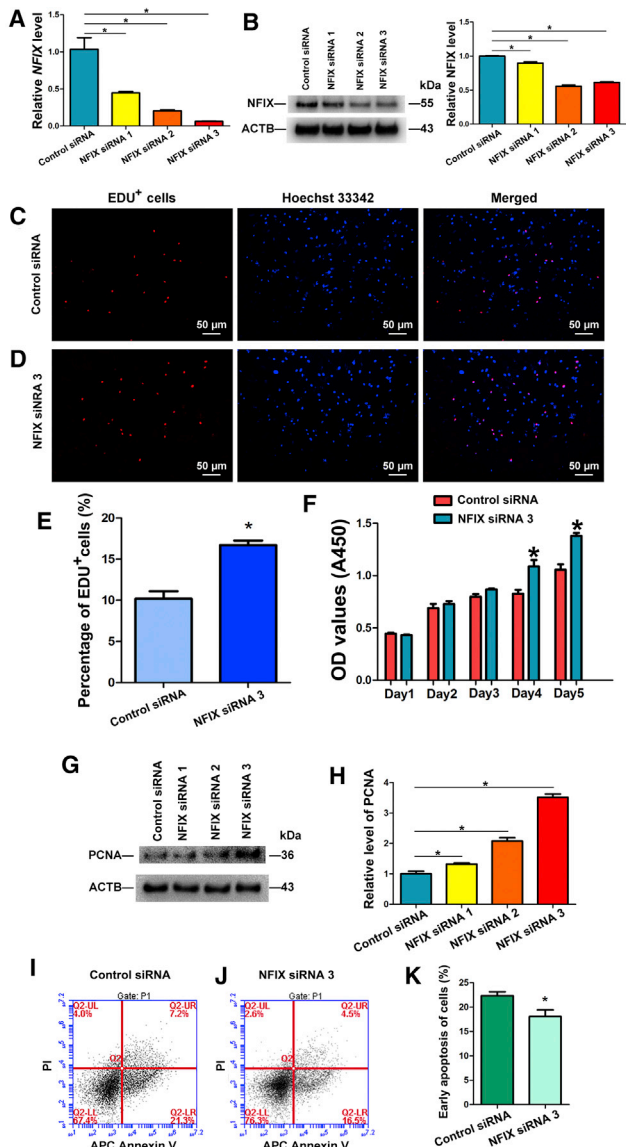 A
Relative NFIX level
1.5
1.0
0.5
0.0
* * *
Control siRNA
NFIX siRNA 1
NFIX siRNA 2
NFIX siRNA 3
B
Control siRNA
NFIX siRNA 1
NFIX siRNA 2
NFIX siRNA 3
kDa
NFIX 55
ACTB 43
Relative NFIX level
1.5
1.0
0.5
0.0
* * *
Control siRNA
NFIX siRNA 1
NFIX siRNA 2
NFIX siRNA 3
C
EDU+ cells Hoechst 33342 Merged
Control siRNA
50 µm 50 µm 50 µm
D
NFIX siNRA 3
50 µm 50 µm 50 µm
E
Percentage of EDU+cells (%)
20
15
10
5
0
*
Control siRNA
NFIX siRNA 3
F
Control siRNA
NFIX siRNA 3
OD values (A450)
1.5
1.0
0.5
0.0
* *
Day1 Day2 Day3 Day4 Day5
G
Control siRNA
NFIX siRNA 1
NFIX siRNA 2
NFIX siRNA 3
kDa
PCNA 36
ACTB 43
H
Relative level of PCNA
4
3
2
1
0
* * *
Control siRNA
NFIX siRNA 1
NFIX siRNA 2
NFIX siRNA 3
I
Control siRNA
Gate: P1
Q2-UL
4.0%
Q2-UR
7.2%
Q2
Q2-LL
67.4%
Q2-LR
21.3%
PI
APC Annexin V
J
NFIX siRNA 3
Gate: P1
Q2-UL
2.6%
Q2-UR
4.5%
Q2
Q2-LL
76.3%
Q2-LR
16.5%
PI
APC Annexin V
K
Early apoptosis of cells (%)
25
20
15
10
5
0
*
Control siRNA
NFIX siRNA 3